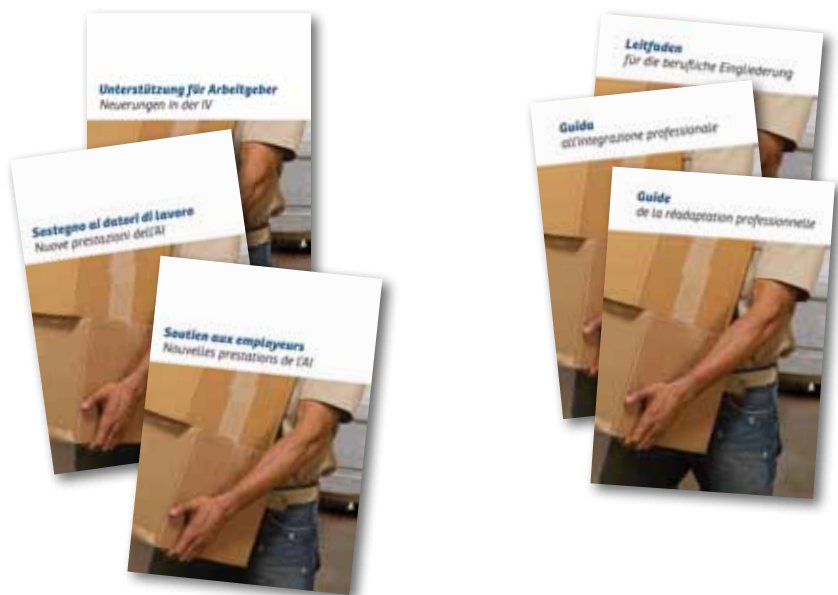 Unterstützung für Arbeitgeber
Neuerungen in der IV
Sostegno ai datori di lavoro
Nuove prestazioni dell'AI
Soutien aux employeurs
Nouvelles prestations de l'AI
Leitfaden
für die berufliche Eingliederung
Guida
all'integrazione professionale
Guide
de la réadaptation professionnelle